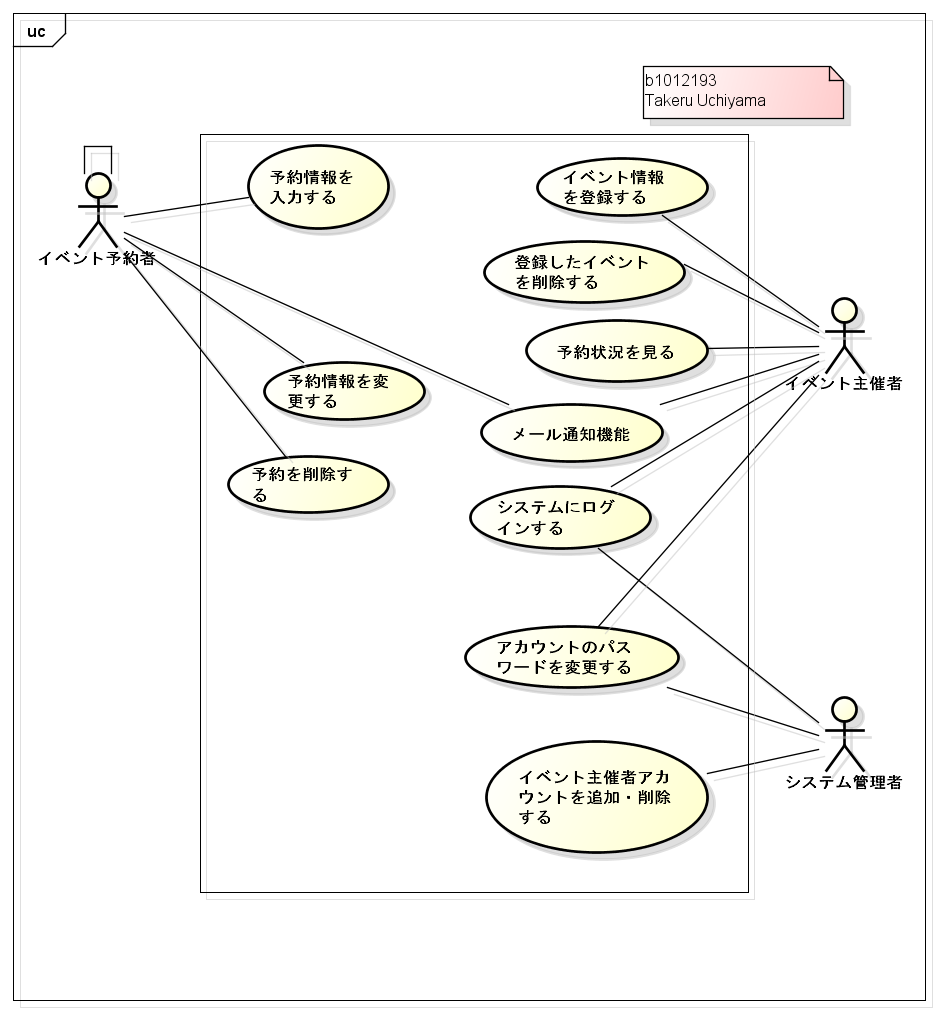 uc
b1012193
Takeru Uchiyama
イベント予約者
予約情報を
入力する
予約情報を変
更する
予約を削除す
る
イベント情報
を登録する
登録したイベント
を削除する
予約状況を見る
メール通知機能
システムにログ
インする
アカウントのパス
ワードを変更する
イベント主催者アカ
ウントを追加・削除
する
イベント主催者
システム管理者